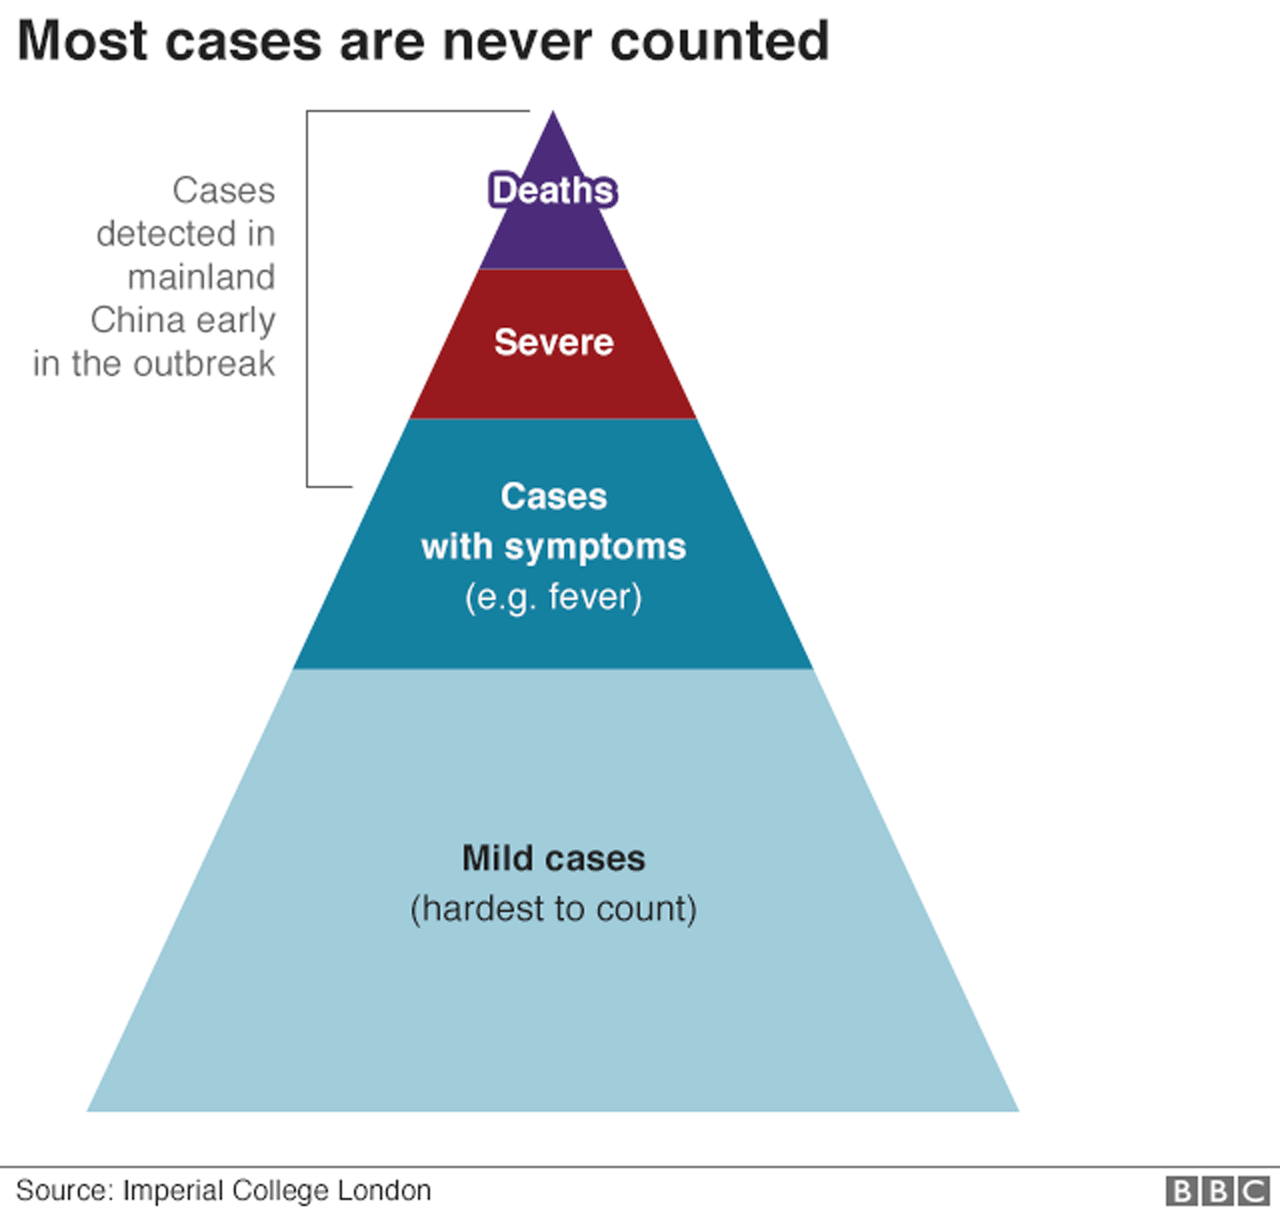 Most cases are never counted
Cases
detected in
mainland
China early
in the outbreak
Deaths
Severe
Cases
with symptoms
(e.g. fever)
Mild cases
(hardest to count)
Source: Imperial College London
BBC